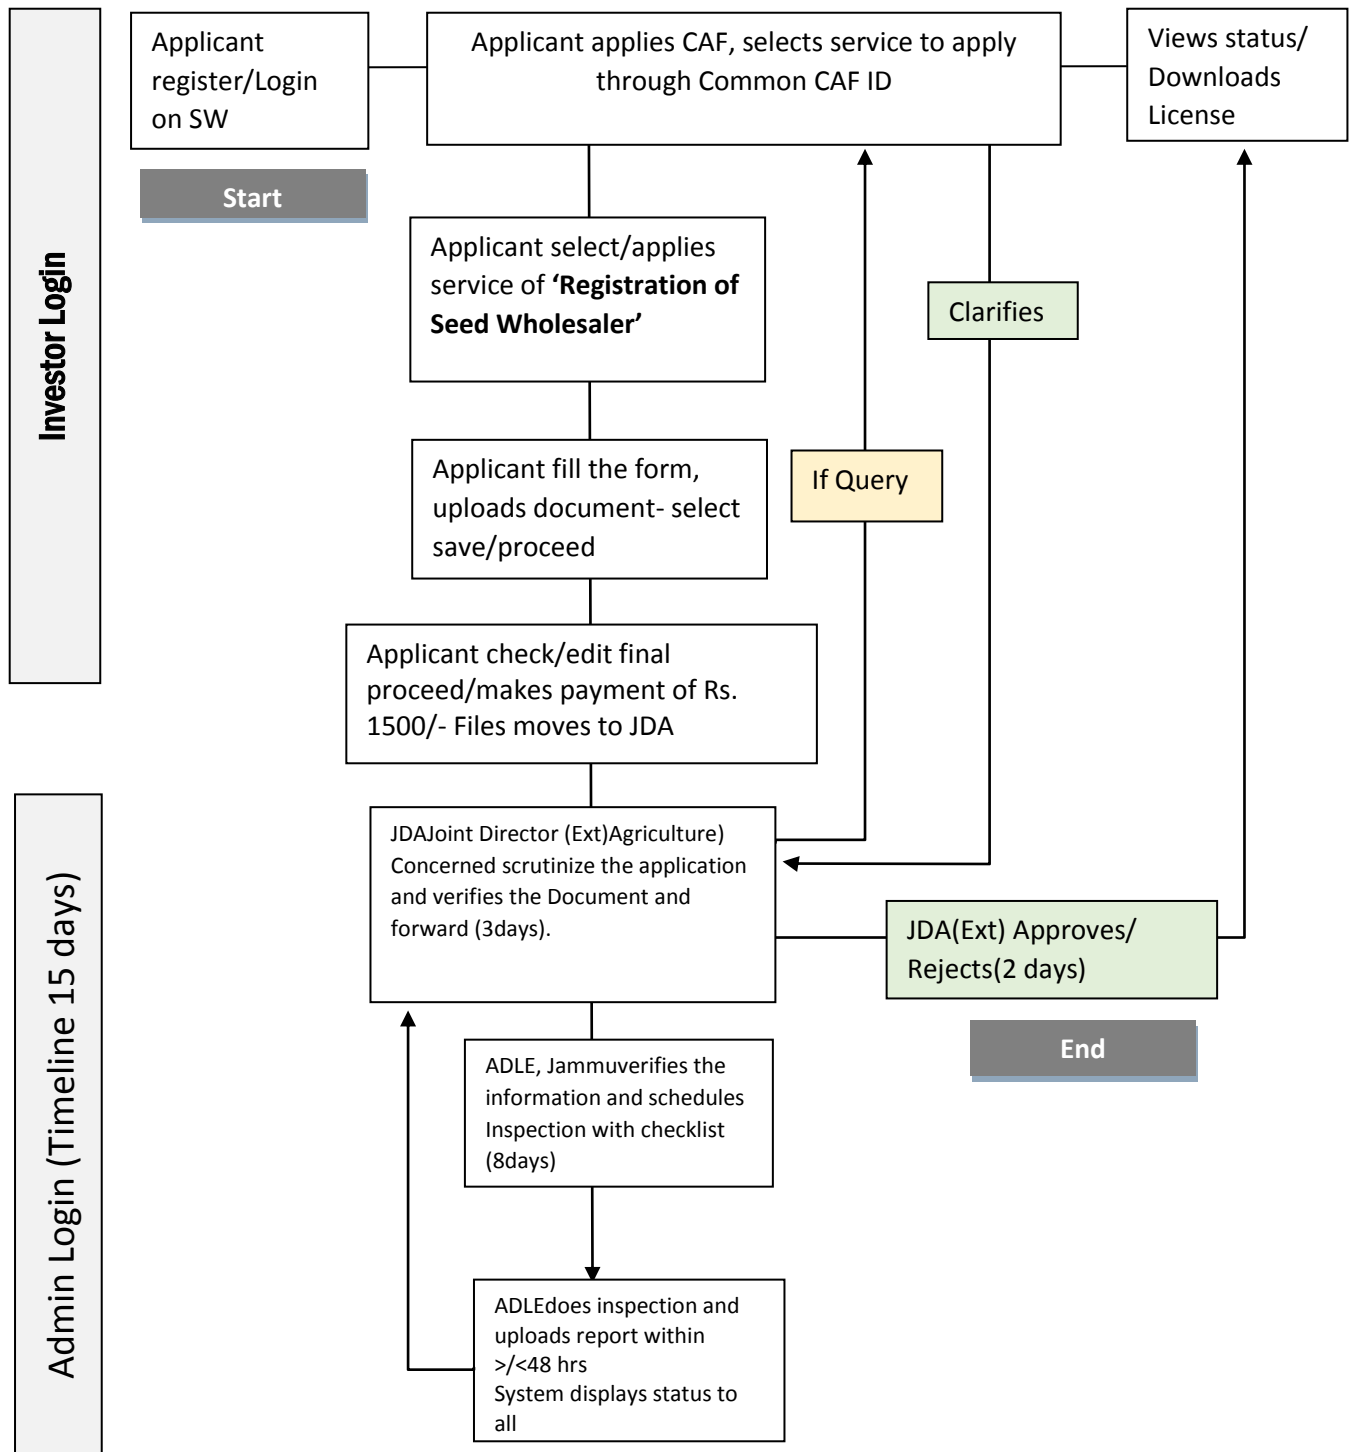 Applicant
register/Login
on SW
Applicant applies CAF, selects service to apply
through Common CAF ID
Views status/
Downloads
License
Start
Investor Login
Applicant select/applies
service of ‘Registration of
Seed Wholesaler’
Clarifies
Applicant fill the form,
uploads document- select
save/proceed
If Query
Applicant check/edit final
proceed/makes payment of Rs.
1500/- Files moves to JDA
Admin Login (Timeline 15 days)
JDAJoint Director (Ext)Agriculture)
Concerned scrutinize the application
and verifies the Document and
forward (3days).
JDA(Ext) Approves/
Rejects(2 days)
End
ADLE, Jammuverifies the
information and schedules
Inspection with checklist
(8days)
ADLEdoes inspection and
uploads report within
>/<48 hrs
System displays status to
all